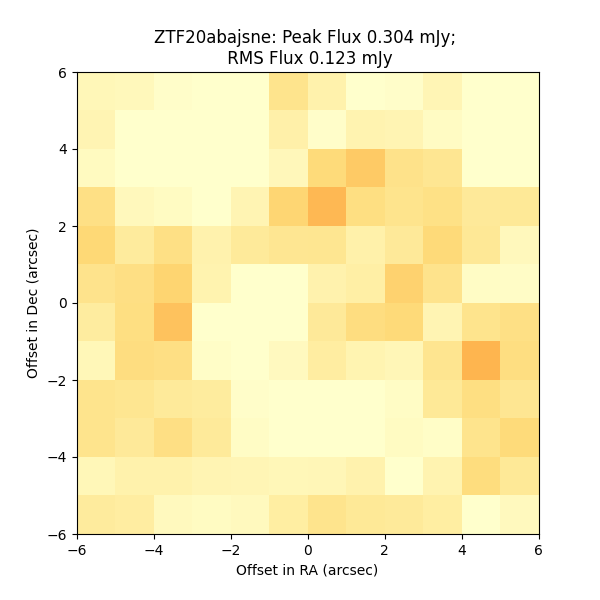 ZTF20abajsne: Peak Flux 0.304 mJy;
RMS Flux 0.123 mJy
6
4
2
0
−2
−4
−6
Offset in Dec (arcsec)
−6 −4 −2 0 2 4 6
Offset in RA (arcsec)